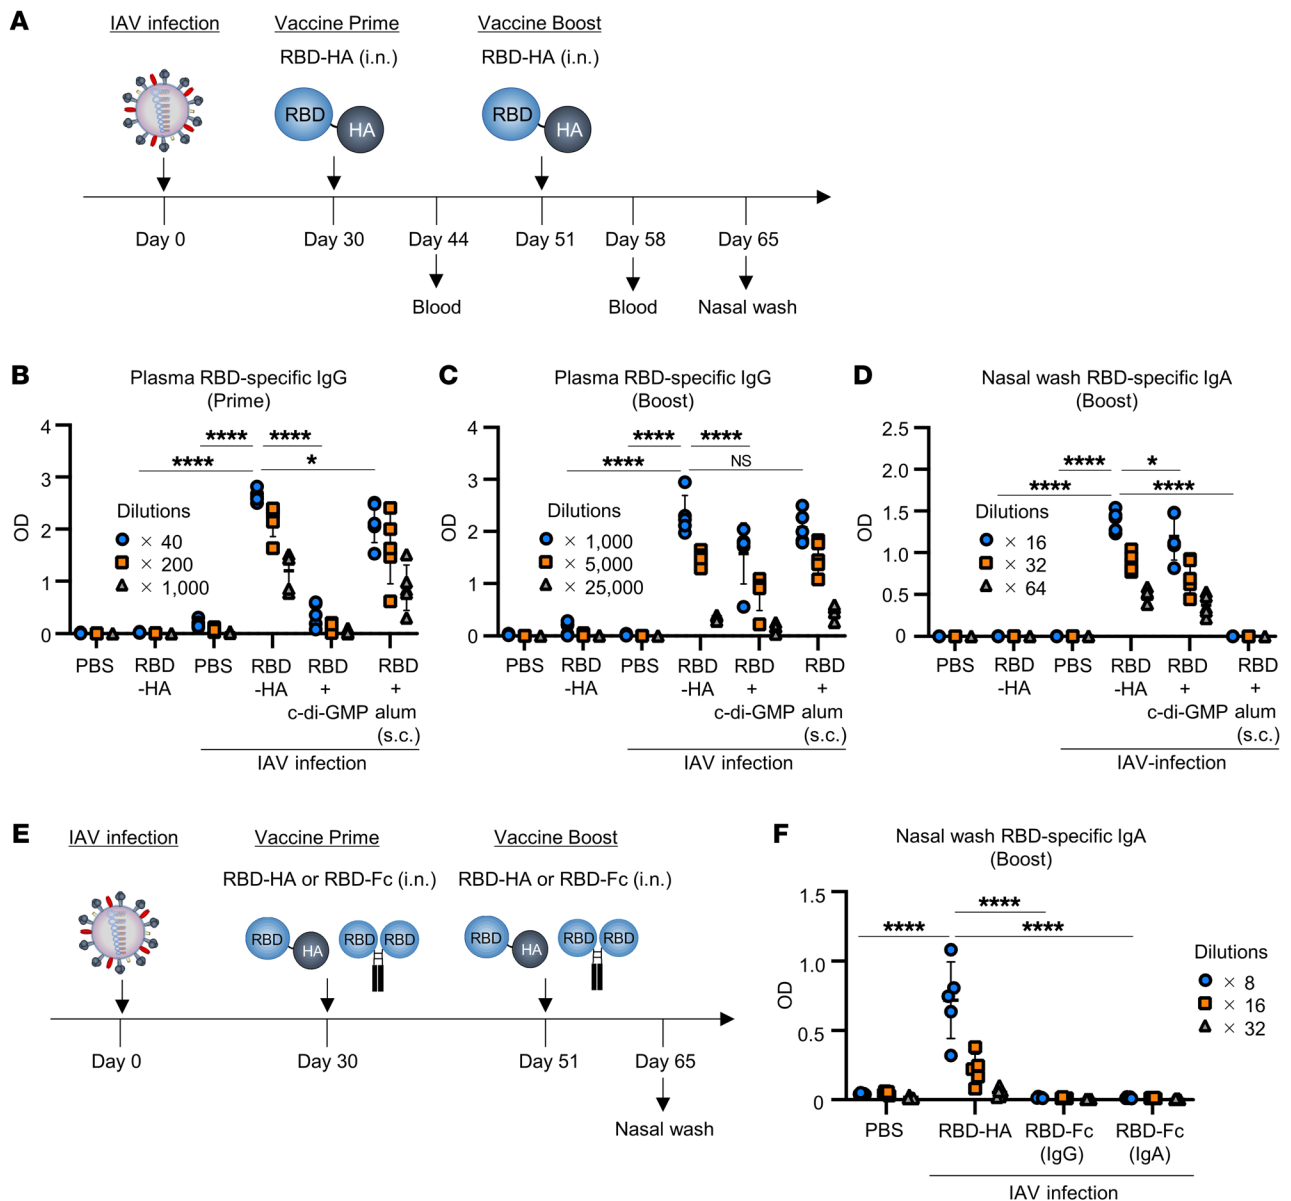 A
IAV infection
Vaccine Prime
Vaccine Boost
RBD-HA (i.n.)
RBD-HA (i.n.)
RBD
HA
RBD
HA
Day 0
Day 30
Day 44
Day 51
Day 58
Day 65
Blood
Blood
Nasal wash
B
Plasma RBD-specific IgG
(Prime)
4
3
2
1
0
OD
****
****
****
*
Dilutions
× 40
× 200
× 1,000
PBS
RBD
-HA
PBS
RBD
-HA
RBD
+
c-di-GMP
RBD
+
alum
(s.c.)
IAV infection
C
Plasma RBD-specific IgG
(Boost)
4
3
2
1
0
OD
****
****
****
NS
Dilutions
× 1,000
× 5,000
× 25,000
PBS
RBD
-HA
PBS
RBD
-HA
RBD
+
c-di-GMP
RBD
+
alum
(s.c.)
IAV infection
D
Nasal wash RBD-specific IgA
(Boost)
2.5
2.0
1.5
1.0
0.5
0
OD
****
*
****
****
Dilutions
× 16
× 32
× 64
PBS
RBD
-HA
PBS
RBD
-HA
RBD
+
c-di-GMP
RBD
+
alum
(s.c.)
IAV-infection
E
IAV infection
Vaccine Prime
Vaccine Boost
RBD-HA or RBD-Fc (i.n.)
RBD-HA or RBD-Fc (i.n.)
RBD
HA
RBD
RBD
RBD
HA
RBD
RBD
Day 0
Day 30
Day 51
Day 65
Nasal wash
F
Nasal wash RBD-specific IgA
(Boost)
1.5
1.0
0.5
0
OD
****
****
****
Dilutions
× 8
× 16
× 32
PBS
RBD-HA
RBD-Fc
(IgG)
RBD-Fc
(IgA)
IAV infection